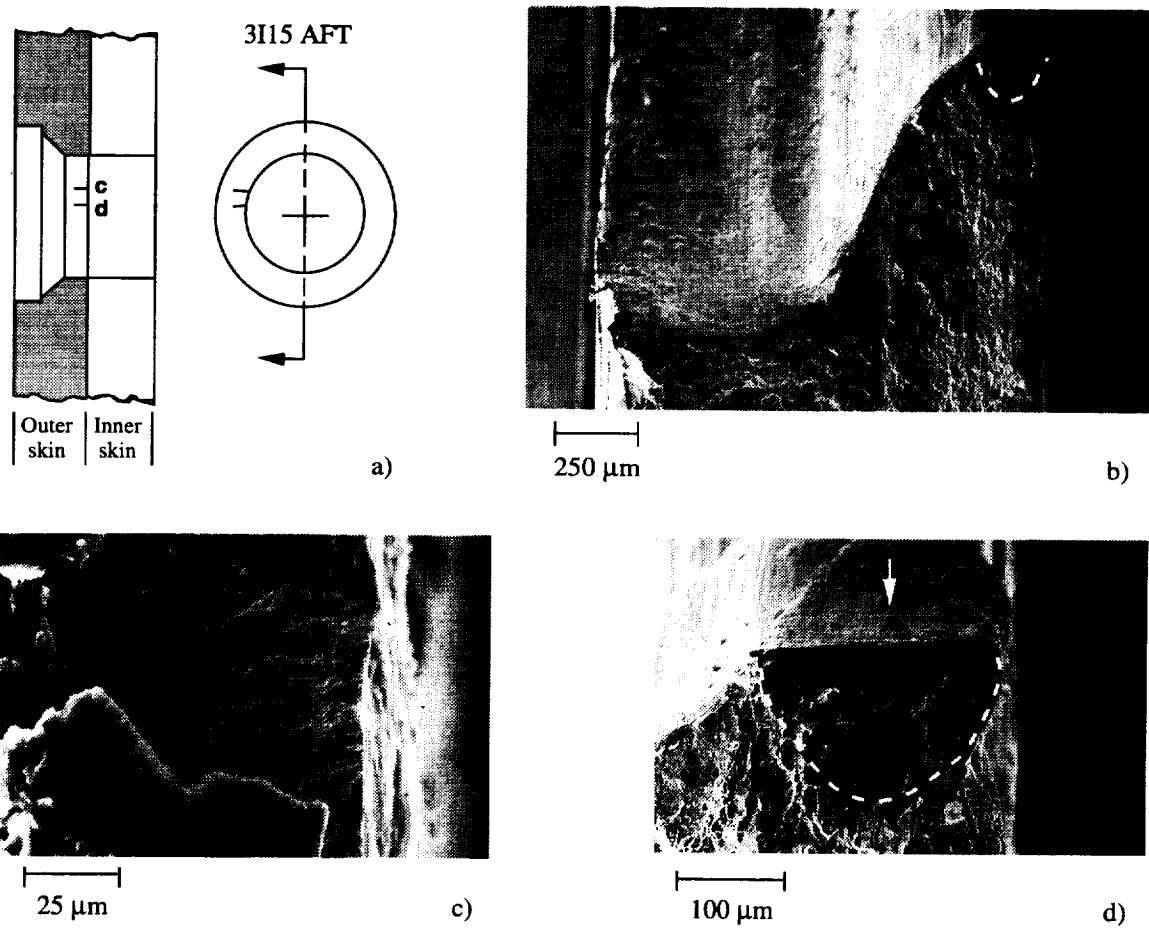 3I15 AFT
c
d
Outer skin
Inner skin
a)
250 μm
b)
25 μm
c)
100 μm
d)